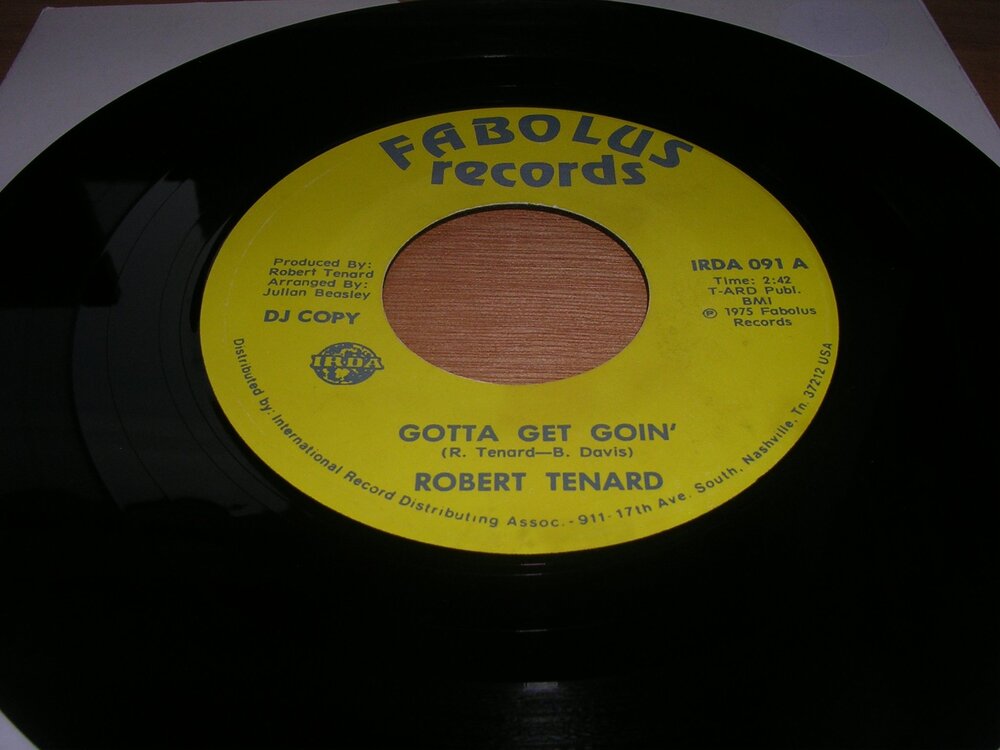 FABOLUS
records
Produced By:
Robert Tenard
Arranged By:
Julian Beasley
DJ COPY
IRDA
IRDA 091 A
Time: 2:42
T-ARD Publ.
BMI
℗ 1975 Fabolus
Records
GOTTA GET GOIN'
(R. Tenard—B. Davis)
ROBERT TENARD
Distributed by: International Record Distributing Assoc. - 911- 17th Ave. South, Nashville, Tn. 37212 USA